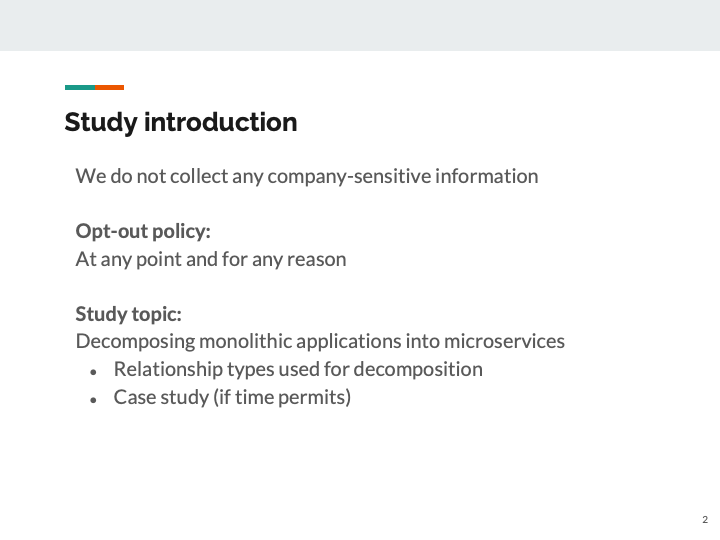 Study introduction
We do not collect any company-sensitive information
Opt-out policy:
At any point and for any reason
Study topic:
Decomposing monolithic applications into microservices
● Relationship types used for decomposition
● Case study (if time permits)
2